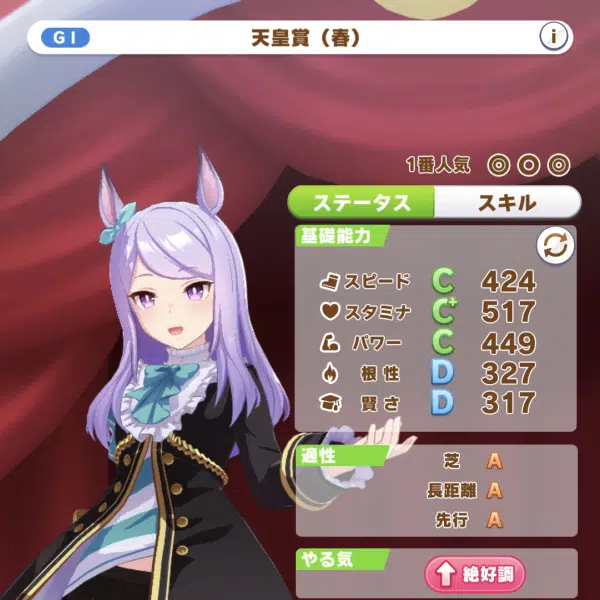 GⅠ 天皇賞（春） i
1番人気 ◎ ○ ◎
ステータス スキル
基礎能力
スピード C 424
スタミナ C+ 517
パワー C 449
根性 D 327
賢さ D 317
適性
芝 A
長距離 A
先行 A
やる気
絶好調